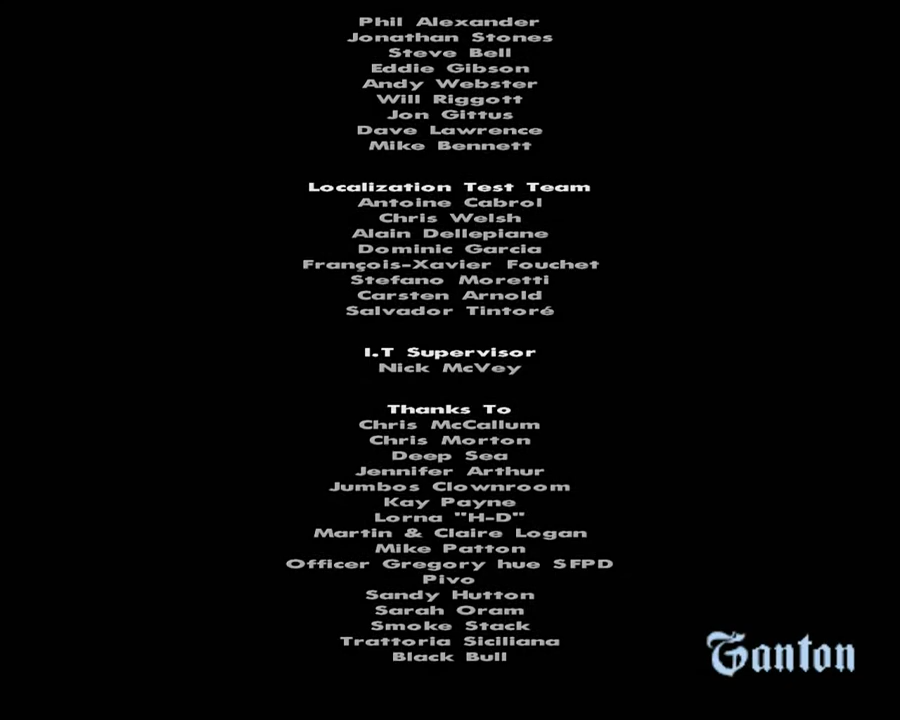 Phil Alexander
Jonathan Stones
Steve Bell
Eddie Gibson
Andy Webster
Will Riggott
Jon Gittus
Dave Lawrence
Mike Bennett
Localization Test Team
Antoine Cabrol
Chris Welsh
Alain Dellepiane
Dominic Garcia
François-Xavier Fouchet
Stefano Moretti
Carsten Arnold
Salvador Tintoré
I.T Supervisor
Nick McVey
Thanks To
Chris McCallum
Chris Morton
Deep Sea
Jennifer Arthur
Jumbos Clownroom
Kay Payne
Lorna "H-D"
Martin & Claire Logan
Mike Patton
Officer Gregory hue SFPD
Pivo
Sandy Hutton
Sarah Oram
Smoke Stack
Trattoria Siciliana
Black Bull
Ganton